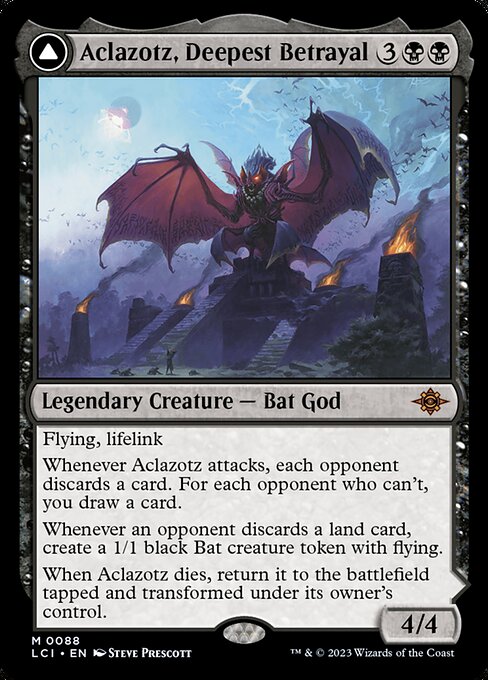 Aclazotz, Deepest Betrayal 3
Legendary Creature — Bat God
Flying, lifelink
Whenever Aclazotz attacks, each opponent
discards a card. For each opponent who can't,
you draw a card.
Whenever an opponent discards a land card,
create a 1/1 black Bat creature token with flying.
When Aclazotz dies, return it to the battlefield
tapped and transformed under its owner's
control.
4/4
M 0088
LCI • EN Steve Prescott
™ & © 2023 Wizards of the Coast